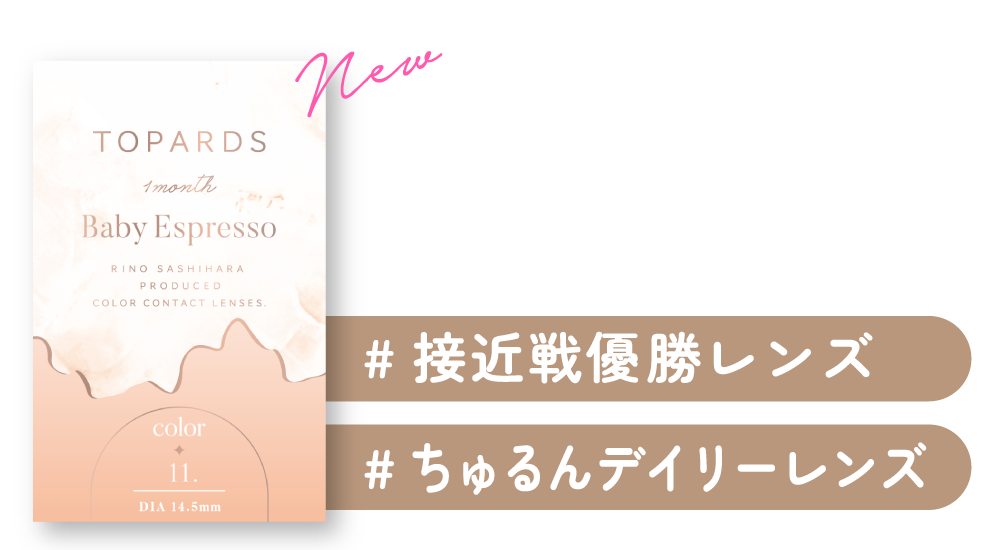 New
TOPARDS
1month
Baby Espresso
RINO SASHIHARA
PRODUCED
COLOR CONTACT LENSES.
color
11.
DIA 14.5mm
# 接近戦優勝レンズ
# ちゅるんデイリーレンズ